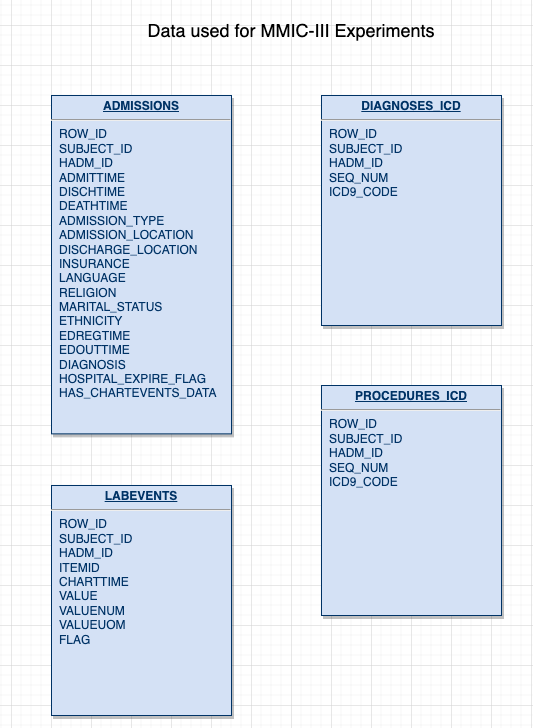 Data used for MMIC-III Experiments
ADMISSIONS
ROW_ID
SUBJECT_ID
HADM_ID
ADMITTIME
DISCHTIME
DEATHTIME
ADMISSION_TYPE
ADMISSION_LOCATION
DISCHARGE_LOCATION
INSURANCE
LANGUAGE
RELIGION
MARITAL_STATUS
ETHNICITY
EDREGTIME
EDOUTTIME
DIAGNOSIS
HOSPITAL_EXPIRE_FLAG
HAS_CHARTEVENTS_DATA
DIAGNOSES_ICD
ROW_ID
SUBJECT_ID
HADM_ID
SEQ_NUM
ICD9_CODE
LABEVENTS
ROW_ID
SUBJECT_ID
HADM_ID
ITEMID
CHARTTIME
VALUE
VALUENUM
VALUEUOM
FLAG
PROCEDURES_ICD
ROW_ID
SUBJECT_ID
HADM_ID
SEQ_NUM
ICD9_CODE